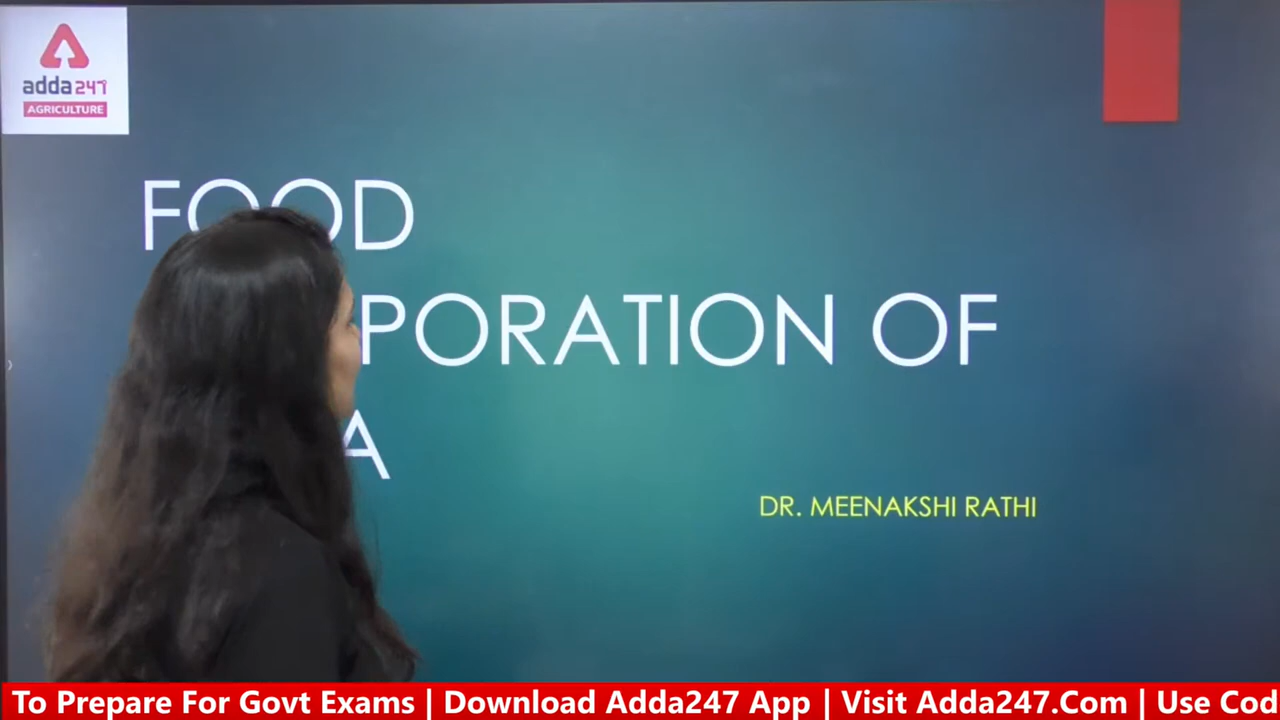 adda247
AGRICULTURE
FOOD
PORATION OF
A
DR. MEENAKSHI RATHI
To Prepare For Govt Exams | Download Adda247 App | Visit Adda247.Com | Use Cod